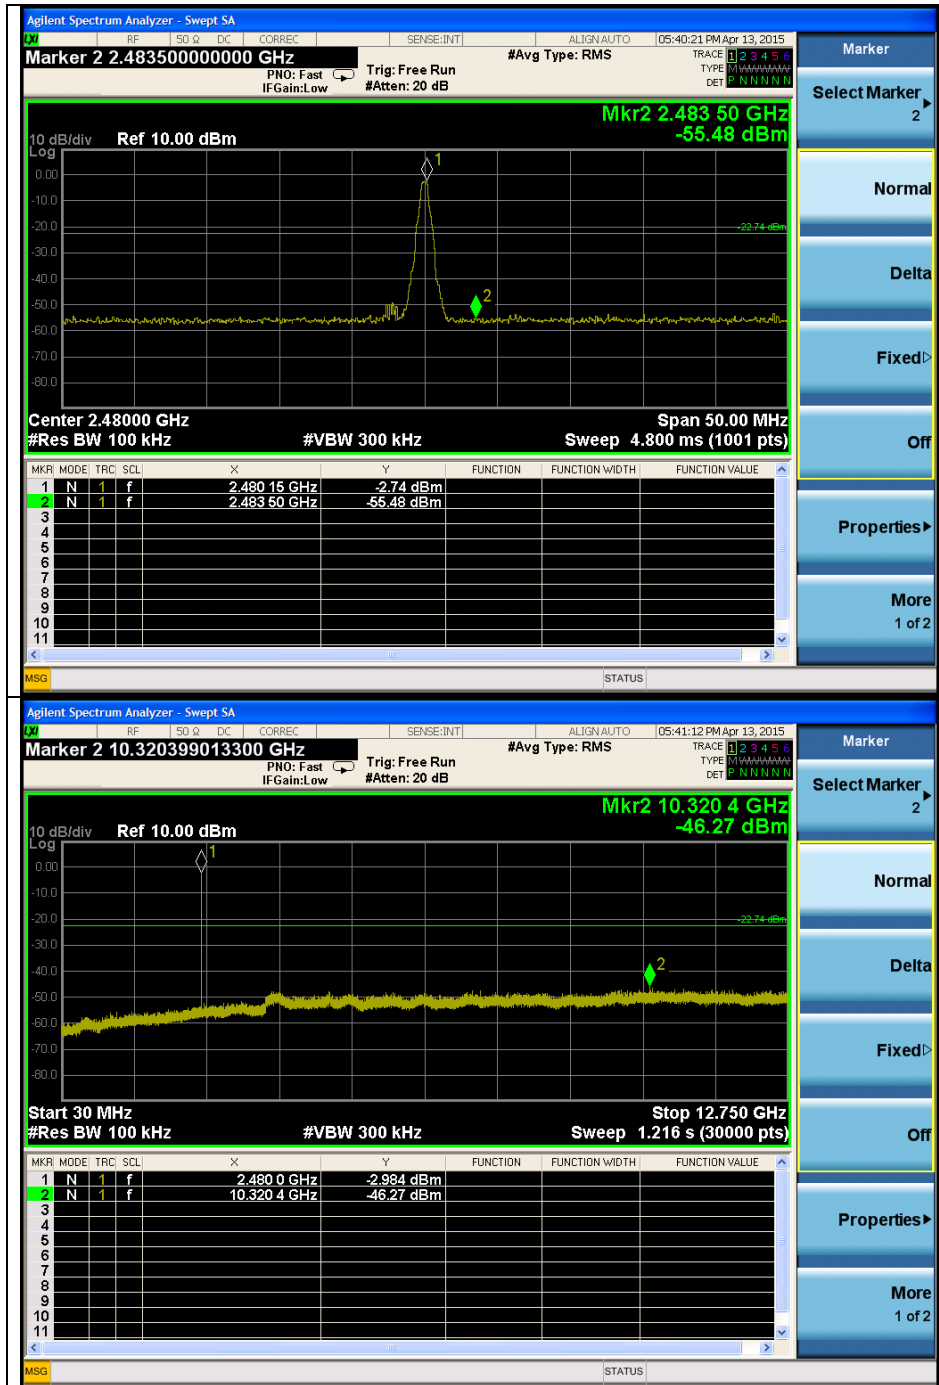 Agilent Spectrum Analyzer - Swept SA
LXI RF 50 Ω DC CORREC SENSE:INT ALIGN AUTO 05:40:21 PM Apr 13, 2015
Marker 2 2.483500000000 GHz
PNO: Fast
IFGain:Low
Trig: Free Run
#Atten: 20 dB
#Avg Type: RMS
TRACE 1 2 3 4 5 6
TYPE M
DET P N N N N N
Mkr2 2.483 50 GHz
-55.48 dBm
10 dB/div
Log
Ref 10.00 dBm
1
0.00
-10.0
-20.0
-22.74 dBm
-30.0
-40.0
-50.0
2
-60.0
-70.0
-80.0
Center 2.48000 GHz
Span 50.00 MHz
#Res BW 100 kHz
#VBW 300 kHz
Sweep 4.800 ms (1001 pts)
MKR MODE TRC SCL X Y FUNCTION FUNCTION WIDTH FUNCTION VALUE
1 N 1 f 2.480 15 GHz -2.74 dBm
2 N 1 f 2.483 50 GHz -55.48 dBm
3
4
5
6
7
8
9
10
11
MSG
STATUS
Marker
Select Marker
2
Normal
Delta
Fixed
Off
Properties
More
1 of 2
Agilent Spectrum Analyzer - Swept SA
LXI RF 50 Ω DC CORREC SENSE:INT ALIGN AUTO 05:41:12 PM Apr 13, 2015
Marker 2 10.320399013300 GHz
PNO: Fast
IFGain:Low
Trig: Free Run
#Atten: 20 dB
#Avg Type: RMS
TRACE 1 2 3 4 5 6
TYPE M
DET P N N N N N
Mkr2 10.320 4 GHz
-46.27 dBm
10 dB/div
Log
Ref 10.00 dBm
1
0.00
-10.0
-20.0
-22.74 dBm
-30.0
-40.0
2
-50.0
-60.0
-70.0
-80.0
Start 30 MHz
Stop 12.750 GHz
#Res BW 100 kHz
#VBW 300 kHz
Sweep 1.216 s (30000 pts)
MKR MODE TRC SCL X Y FUNCTION FUNCTION WIDTH FUNCTION VALUE
1 N 1 f 2.480 0 GHz -2.984 dBm
2 N 1 f 10.320 4 GHz -46.27 dBm
3
4
5
6
7
8
9
10
11
MSG
STATUS
Marker
Select Marker
2
Normal
Delta
Fixed
Off
Properties
More
1 of 2